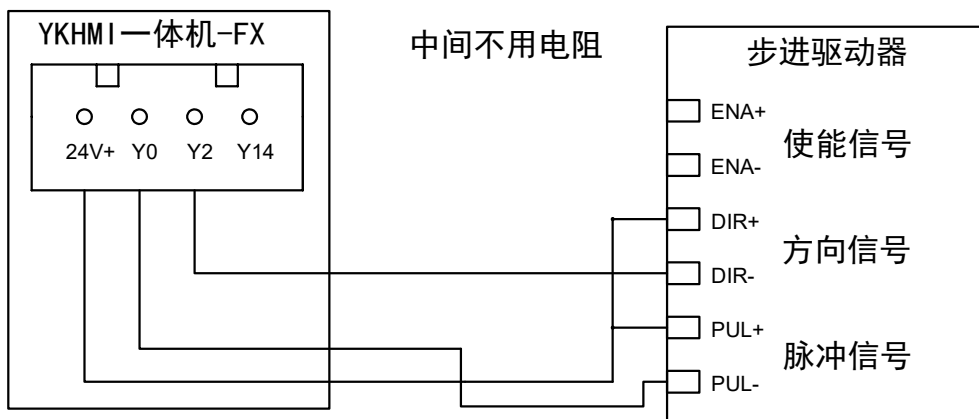 YKHMI一体机-FX
中间不用电阻
步进驱动器
24V+ Y0 Y2 Y14
ENA+
使能信号
ENA-
DIR+
方向信号
DIR-
PUL+
脉冲信号
PUL-